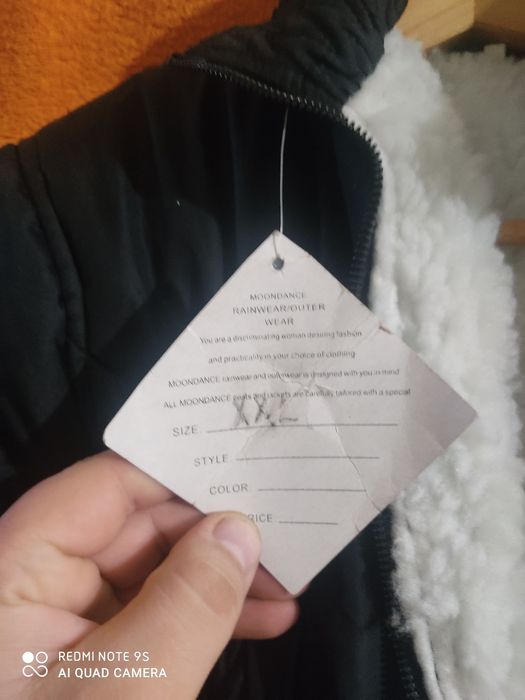 MOONDANCE
RAINWEAR/OUTER
WEAR
You are a discriminating woman desiring fashion
and practicality in your choice of clothing
MOONDANCE rainwear and outerwear is designed with you in mind
ALL MOONDANCE coats and jackets are carefully tailored with a special
SIZE XXL
STYLE
COLOR
RICE
REDMI NOTE 9S
AI QUAD CAMERA